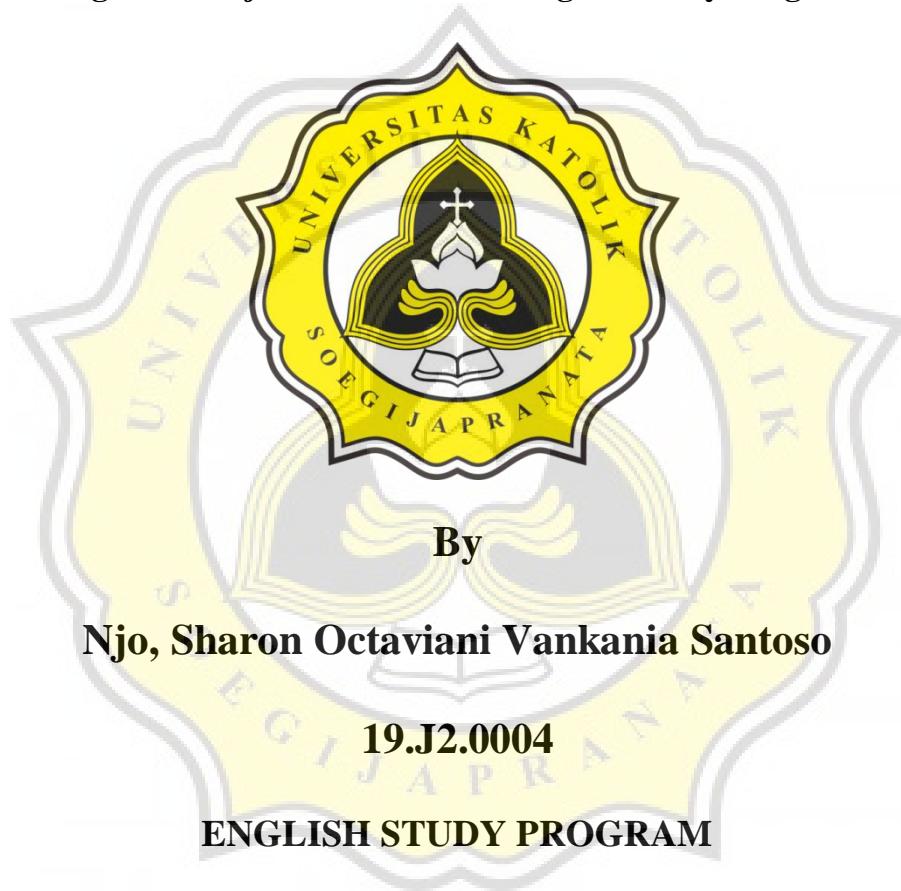 UNIVERSITAS KATOLIK
SOEGIJAPRANATA
By
Njo, Sharon Octaviani Vankania Santoso
19.J2.0004
ENGLISH STUDY PROGRAM